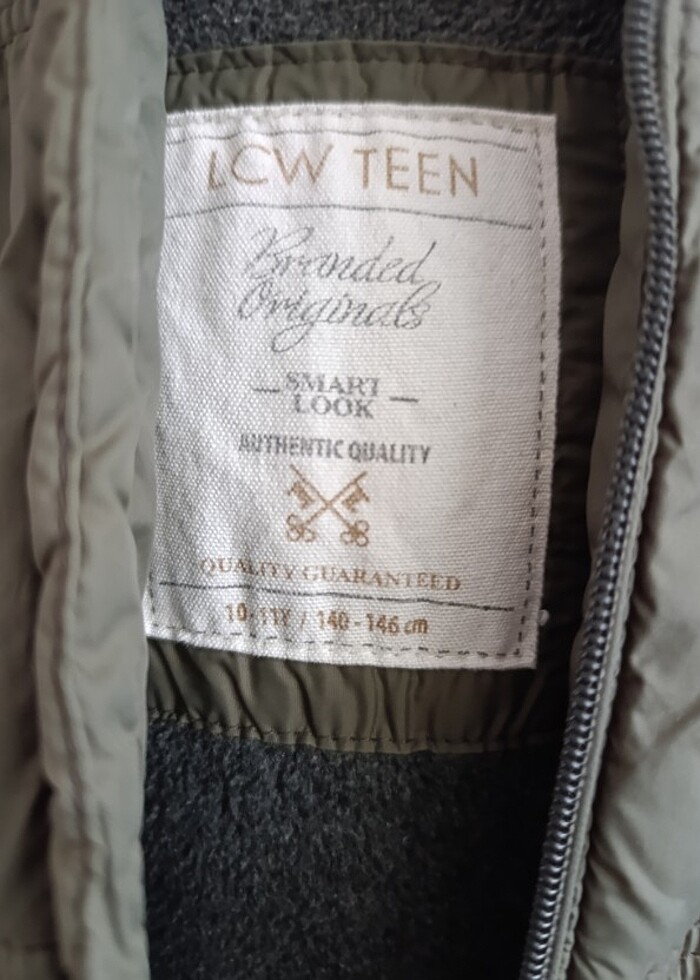 LCW TEEN
Branded
Originals
SMART
LOOK
AUTHENTIC QUALITY
QUALITY GUARANTEED
10-11Y / 140-146 cm